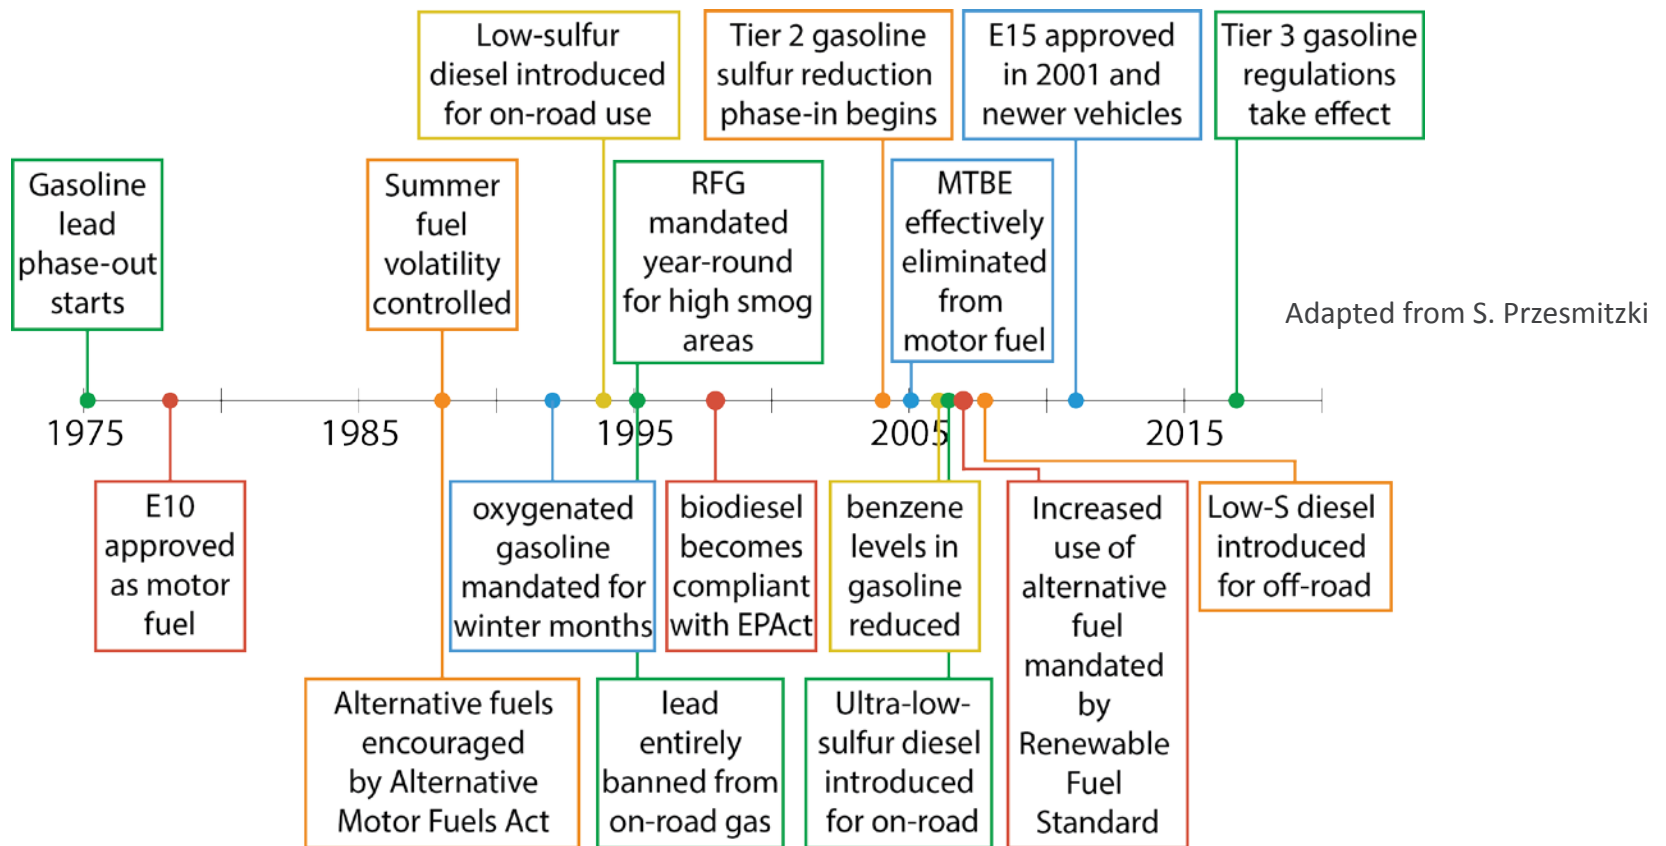 Low-sulfur
diesel introduced
for on-road use
Tier 2 gasoline
sulfur reduction
phase-in begins
E15 approved
in 2001 and
newer vehicles
Tier 3 gasoline
regulations
take effect
Gasoline
lead
phase-out
starts
Summer
fuel
volatility
controlled
RFG
mandated
year-round
for high smog
areas
MTBE
effectively
eliminated
from
motor fuel
Adapted from S. Przesmitzki
1975
1985
1995
2005
2015
E10
approved
as motor
fuel
oxygenated
gasoline
mandated for
winter months
biodiesel
becomes
compliant
with EPAct
benzene
levels in
gasoline
reduced
Increased
use of
alternative
fuel
mandated
by
Renewable
Fuel
Standard
Low-S diesel
introduced
for off-road
Alternative fuels
encouraged
by Alternative
Motor Fuels Act
lead
entirely
banned from
on-road gas
Ultra-low-
sulfur diesel
introduced
for on-road